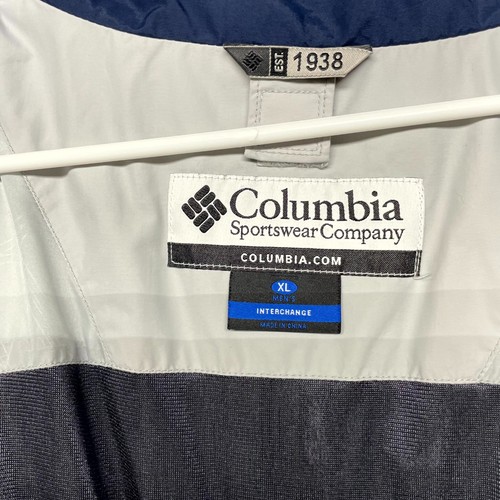 EST. 1938
Columbia
Sportswear Company
COLUMBIA.COM
XL
MEN'S
INTERCHANGE
MADE IN CHINA